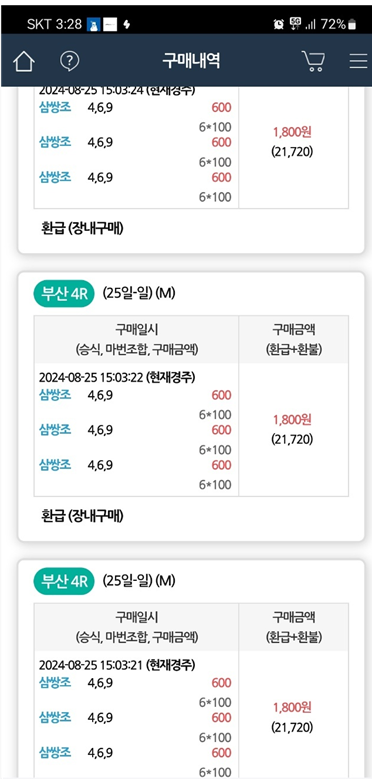 SKT 3:28 5G 72%
구매내역
2024-08-25 15:03:24 (현재경주)
삼쌍조 4,6,9 600
6*100
삼쌍조 4,6,9 600
6*100
삼쌍조 4,6,9 600
6*100
1,800원
(21,720)
환급 (장내구매)
부산 4R (25일-일) (M)
구매일시
(승식, 마번조합, 구매금액)
구매금액
(환급+환불)
2024-08-25 15:03:22 (현재경주)
삼쌍조 4,6,9 600
6*100
삼쌍조 4,6,9 600
6*100
삼쌍조 4,6,9 600
6*100
1,800원
(21,720)
환급 (장내구매)
부산 4R (25일-일) (M)
구매일시
(승식, 마번조합, 구매금액)
구매금액
(환급+환불)
2024-08-25 15:03:21 (현재경주)
삼쌍조 4,6,9 600
6*100
삼쌍조 4,6,9 600
6*100
삼쌍조 4,6,9 600
6*100
1,800원
(21,720)